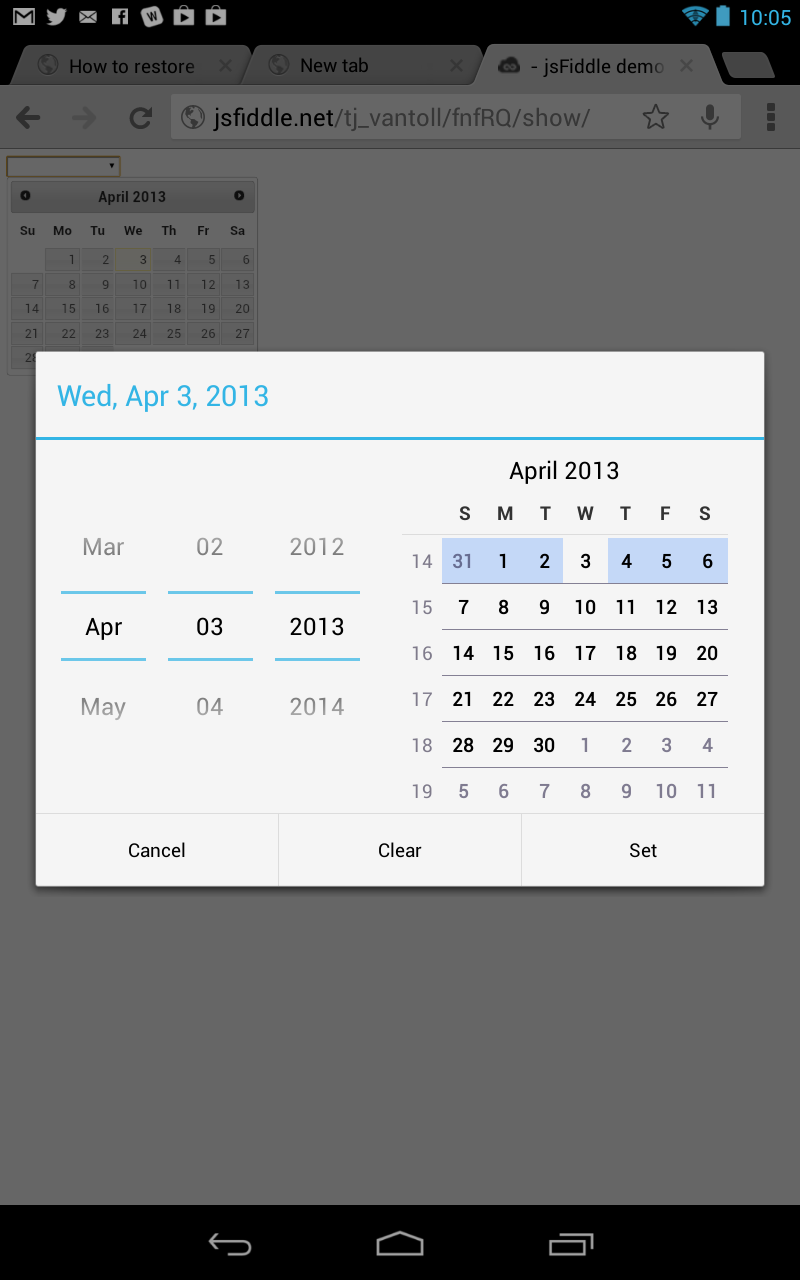 10:05
How to restore
New tab
- jsFiddle demo
jsfiddle.net/tj_vantoll/fnfRQ/show/
April 2013
Su Mo Tu We Th Fr Sa
1 2 3 4 5 6
7 8 9 10 11 12 13
14 15 16 17 18 19 20
21 22 23 24 25 26 27
28
Wed, Apr 3, 2013
Mar 02 2012
Apr 03 2013
May 04 2014
April 2013
S M T W T F S
14 31 1 2 3 4 5 6
15 7 8 9 10 11 12 13
16 14 15 16 17 18 19 20
17 21 22 23 24 25 26 27
18 28 29 30 1 2 3 4
19 5 6 7 8 9 10 11
Cancel Clear Set